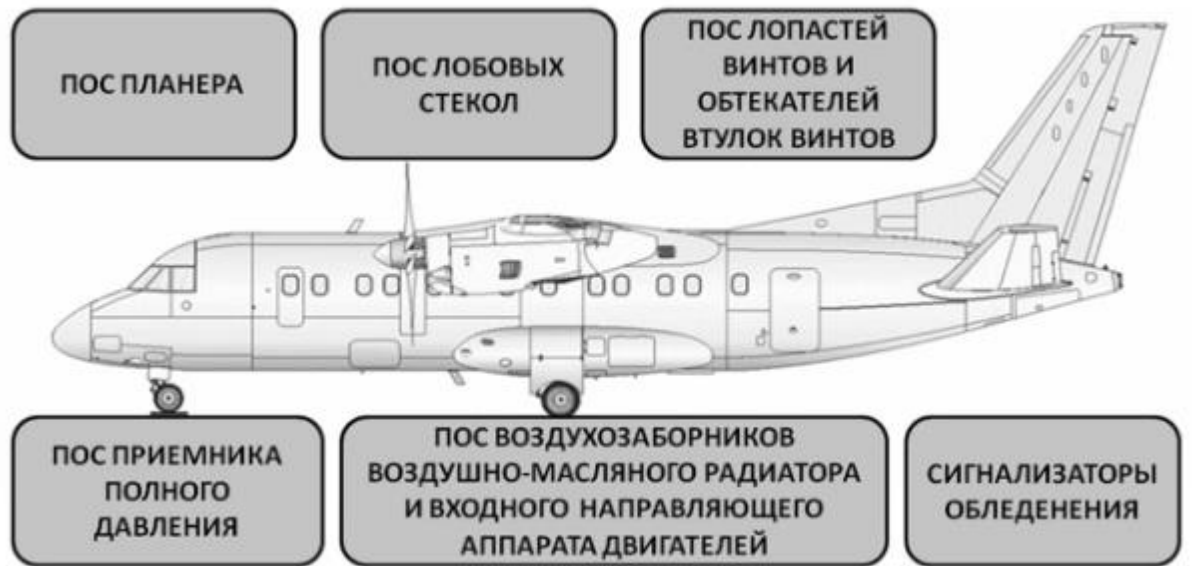 ПОС ПЛАНЕРА
ПОС ЛОБОВЫХ
СТЕКОЛ
ПОС ЛОПАСТЕЙ
ВИНТОВ И
ОБТЕКАТЕЛЕЙ
ВТУЛОК ВИНТОВ
ПОС ПРИЕМНИКА
ПОЛНОГО
ДАВЛЕНИЯ
ПОС ВОЗДУХОЗАБОРНИКОВ
ВОЗДУШНО-МАСЛЯНОГО РАДИАТОРА
И ВХОДНОГО НАПРАВЛЯЮЩЕГО
АППАРАТА ДВИГАТЕЛЕЙ
СИГНАЛИЗАТОРЫ
ОБЛЕДЕНЕНИЯ